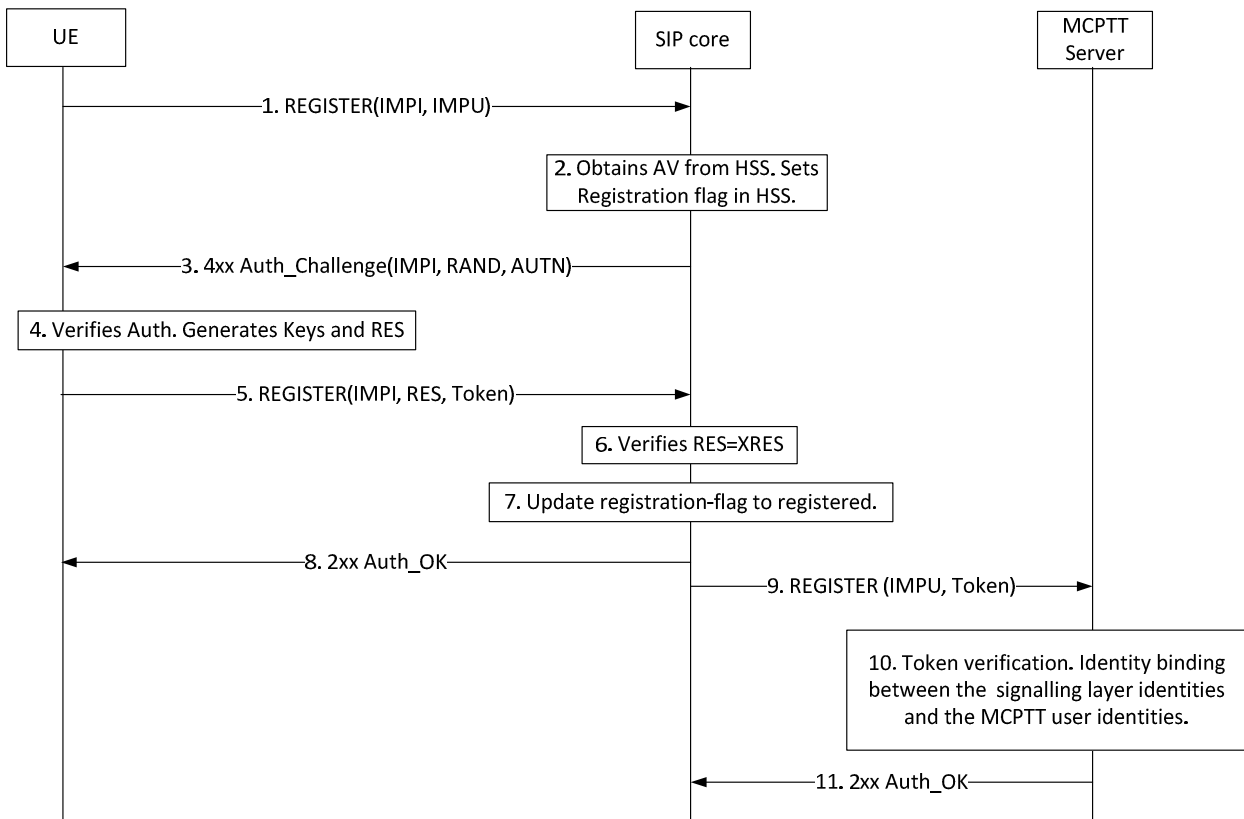 UE
SIP core
MCPTT
Server
1. REGISTER(IMPI, IMPU)
2. Obtains AV from HSS. Sets
Registration flag in HSS.
3. 4xx Auth_Challenge(IMPI, RAND, AUTN)
4. Verifies Auth. Generates Keys and RES
5. REGISTER(IMPI, RES, Token)
6. Verifies RES=XRES
7. Update registration-flag to registered.
8. 2xx Auth_OK
9. REGISTER (IMPU, Token)
10. Token verification. Identity binding
between the signalling layer identities
and the MCPTT user identities.
11. 2xx Auth_OK